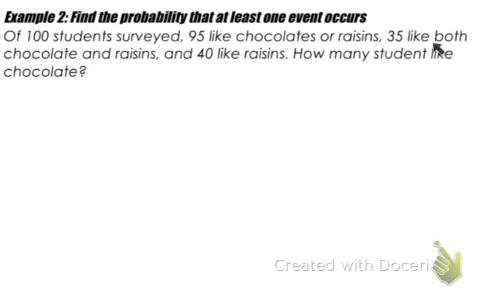 Example 2: Find the probability that at least one event occurs
Of 100 students surveyed, 95 like chocolates or raisins, 35 like both
chocolate and raisins, and 40 like raisins. How many student like
chocolate?
Created with Doceri